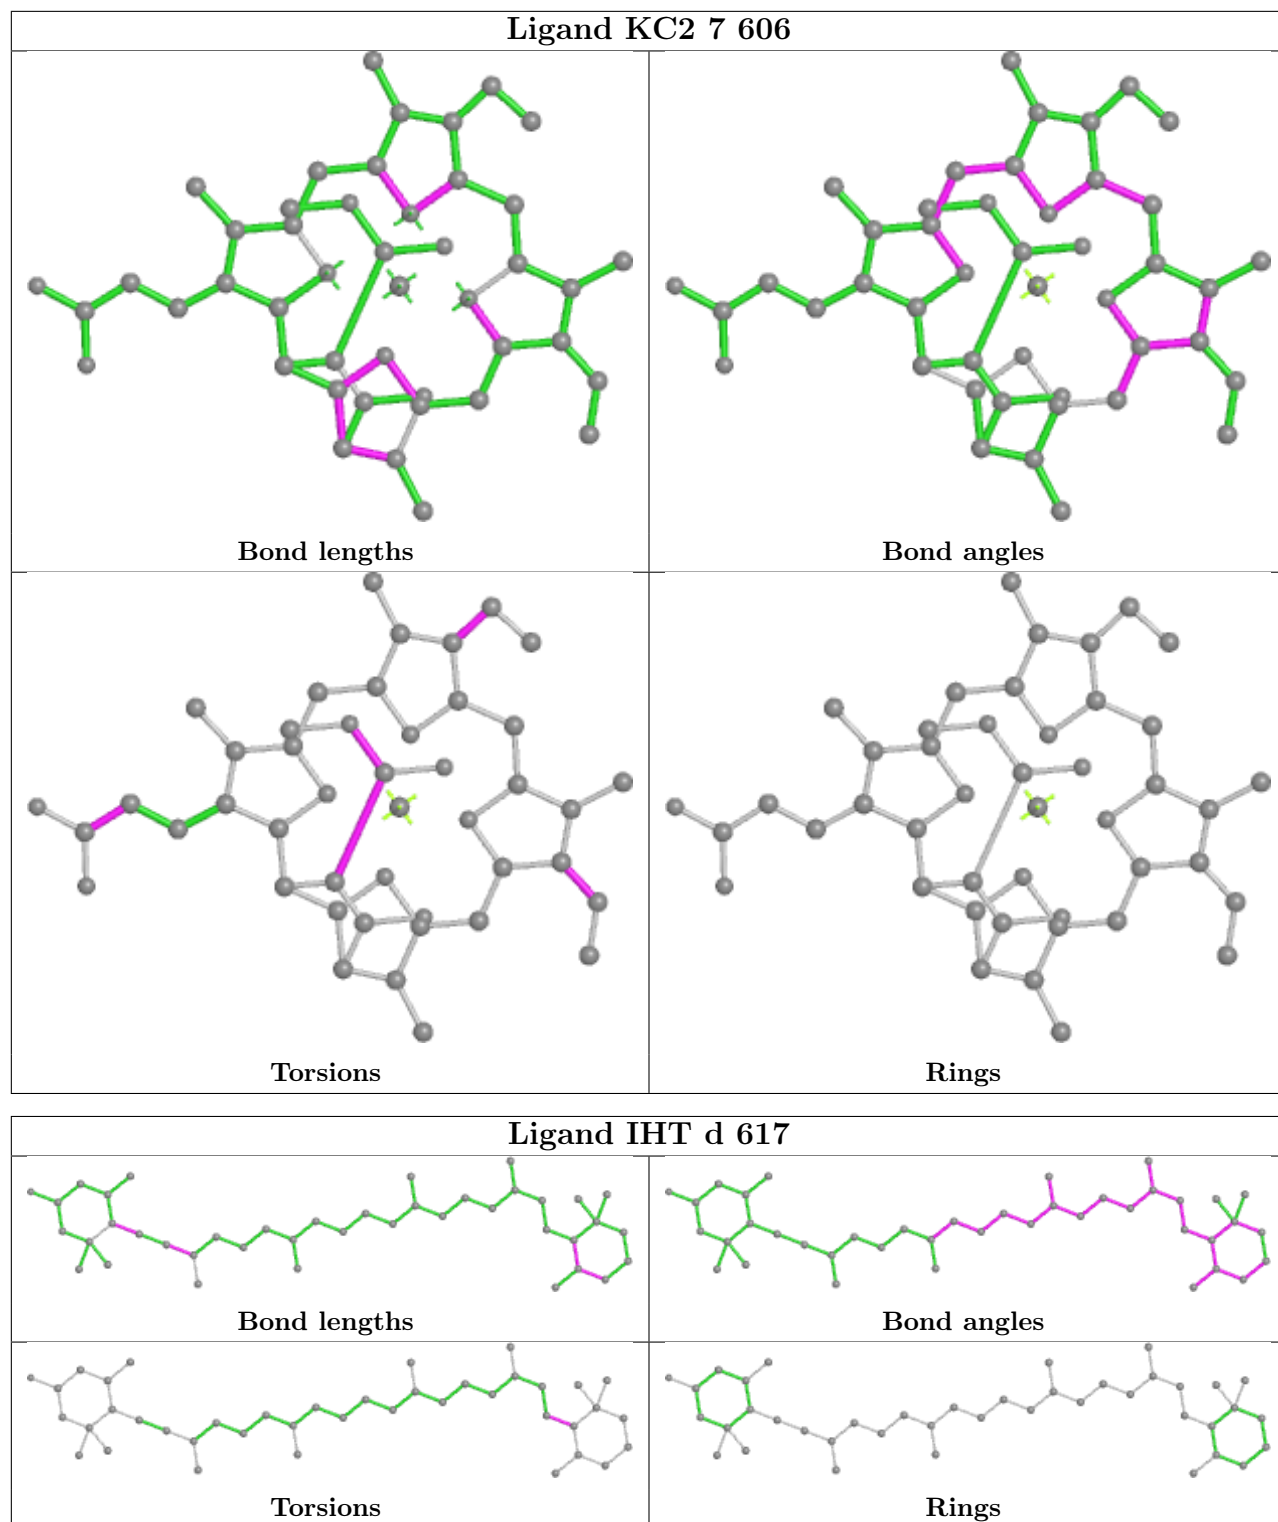 Ligand KC2 7 606
Bond lengths
Bond angles
Torsions
Rings
Ligand IHT d 617
Bond lengths
Bond angles
Torsions
Rings